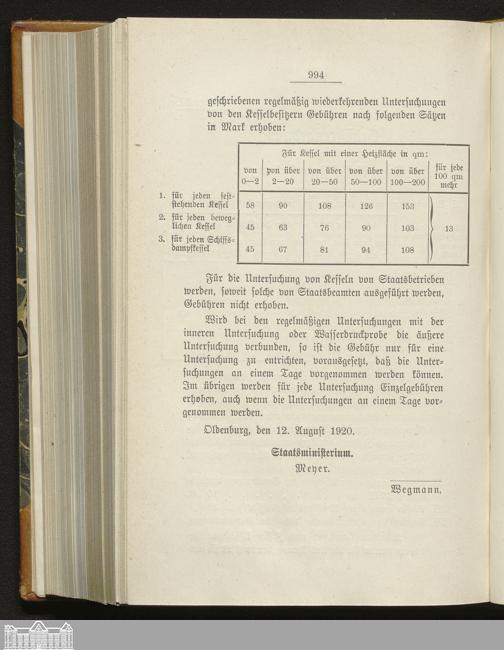 994
geschriebenen regelmäßig wiederkehrenden Untersuchungen
von den Kesselbesitzern Gebühren nach folgenden Sätzen
in Mark erhoben:
Für Kessel mit einer Heizfläche in qm:
von 0—2 | von über 2—20 | von über 20—50 | von über 50—100 | von über 100—200 | für jede 100 qm mehr
1. für jeden fest-
stehenden Kessel 58 90 108 126 153
2. für jeden beweg-
lichen Kessel 45 63 76 90 103 } 13
3. für jeden Schiffs-
dampfkessel 45 67 81 94 108
Für die Untersuchung von Kesseln von Staatsbetrieben
werden, soweit solche von Staatsbeamten ausgeführt werden,
Gebühren nicht erhoben.
Wird bei den regelmäßigen Untersuchungen mit der
inneren Untersuchung oder Wasserdruckprobe die äußere
Untersuchung verbunden, so ist die Gebühr nur für eine
Untersuchung zu entrichten, vorausgesetzt, daß die Unter-
suchungen an einem Tage vorgenommen werden können.
Im übrigen werden für jede Untersuchung Einzelgebühren
erhoben, auch wenn die Untersuchungen an einem Tage vor-
genommen werden.
Oldenburg, den 12. August 1920.
Staatsministerium.
Meyer.
Wegmann.